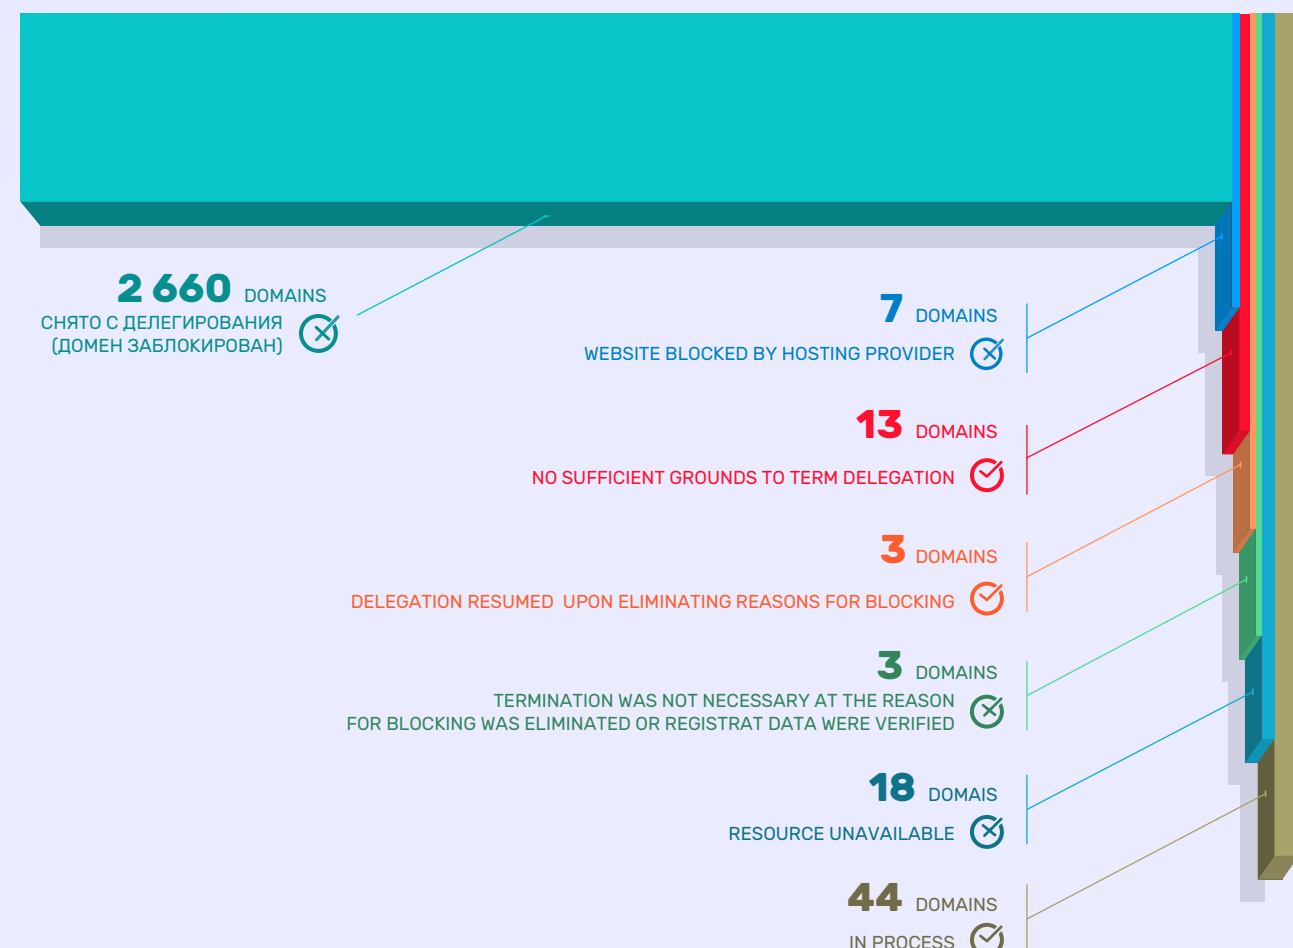 2 660 DOMAINS
СНЯТО С ДЕЛЕГИРОВАНИЯ
(ДОМЕН ЗАБЛОКИРОВАН)
7 DOMAINS
WEBSITE BLOCKED BY HOSTING PROVIDER
13 DOMAINS
NO SUFFICIENT GROUNDS TO TERM DELEGATION
3 DOMAINS
DELEGATION RESUMED UPON ELIMINATING REASONS FOR BLOCKING
3 DOMAINS
TERMINATION WAS NOT NECESSARY AT THE REASON
FOR BLOCKING WAS ELIMINATED OR REGISTRAT DATA WERE VERIFIED
18 DOMAIS
RESOURCE UNAVAILABLE
44 DOMAINS
IN PROCESS